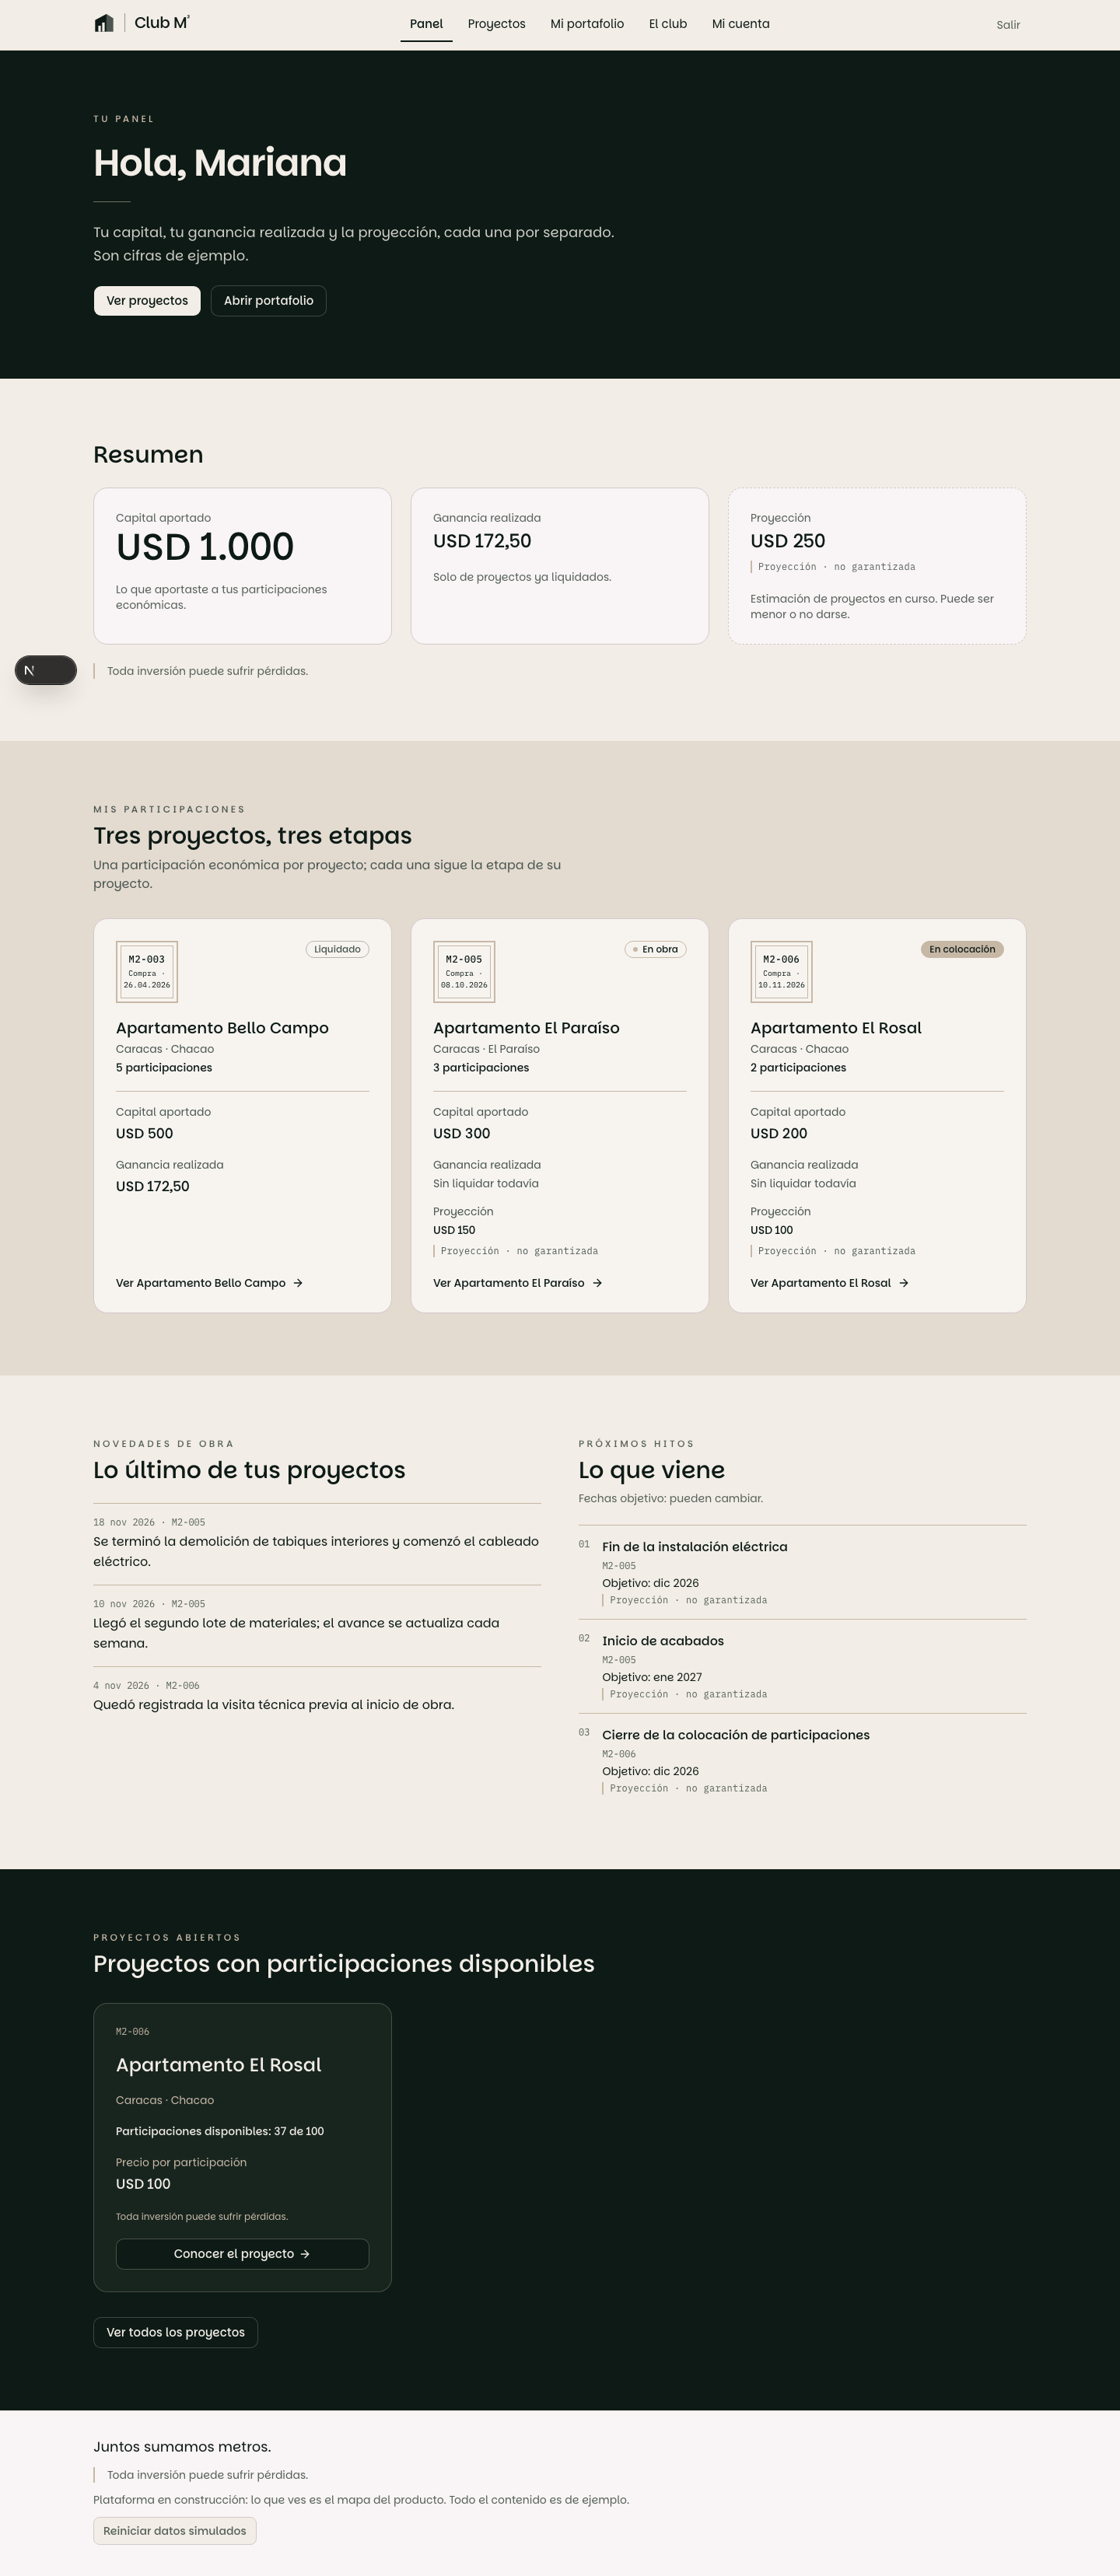 Club M²
Panel
Proyectos
Mi portafolio
El club
Mi cuenta
Salir
TU PANEL
Hola, Mariana
Tu capital, tu ganancia realizada y la proyección, cada una por separado.
Son cifras de ejemplo.
Ver proyectos
Abrir portafolio
Resumen
Capital aportado
USD 1.000
Lo que aportaste a tus participaciones
económicas.
Ganancia realizada
USD 172,50
Solo de proyectos ya liquidados.
Proyección
USD 250
Proyección · no garantizada
Estimación de proyectos en curso. Puede ser
menor o no darse.
N
Toda inversión puede sufrir pérdidas.
MIS PARTICIPACIONES
Tres proyectos, tres etapas
Una participación económica por proyecto; cada una sigue la etapa de su
proyecto.
M2-003
Compra ·
26.04.2026
Liquidado
Apartamento Bello Campo
Caracas · Chacao
5 participaciones
Capital aportado
USD 500
Ganancia realizada
USD 172,50
Ver Apartamento Bello Campo →
M2-005
Compra ·
08.10.2026
En obra
Apartamento El Paraíso
Caracas · El Paraíso
3 participaciones
Capital aportado
USD 300
Ganancia realizada
Sin liquidar todavía
Proyección
USD 150
Proyección · no garantizada
Ver Apartamento El Paraíso →
M2-006
Compra ·
10.11.2026
En colocación
Apartamento El Rosal
Caracas · Chacao
2 participaciones
Capital aportado
USD 200
Ganancia realizada
Sin liquidar todavía
Proyección
USD 100
Proyección · no garantizada
Ver Apartamento El Rosal →
NOVEDADES DE OBRA
Lo último de tus proyectos
18 nov 2026 · M2-005
Se terminó la demolición de tabiques interiores y comenzó el cableado
eléctrico.
10 nov 2026 · M2-005
Llegó el segundo lote de materiales; el avance se actualiza cada
semana.
4 nov 2026 · M2-006
Quedó registrada la visita técnica previa al inicio de obra.
PRÓXIMOS HITOS
Lo que viene
Fechas objetivo: pueden cambiar.
01 Fin de la instalación eléctrica
M2-005
Objetivo: dic 2026
Proyección · no garantizada
02 Inicio de acabados
M2-005
Objetivo: ene 2027
Proyección · no garantizada
03 Cierre de la colocación de participaciones
M2-006
Objetivo: dic 2026
Proyección · no garantizada
PROYECTOS ABIERTOS
Proyectos con participaciones disponibles
M2-006
Apartamento El Rosal
Caracas · Chacao
Participaciones disponibles: 37 de 100
Precio por participación
USD 100
Toda inversión puede sufrir pérdidas.
Conocer el proyecto →
Ver todos los proyectos
Juntos sumamos metros.
Toda inversión puede sufrir pérdidas.
Plataforma en construcción: lo que ves es el mapa del producto. Todo el contenido es de ejemplo.
Reiniciar datos simulados